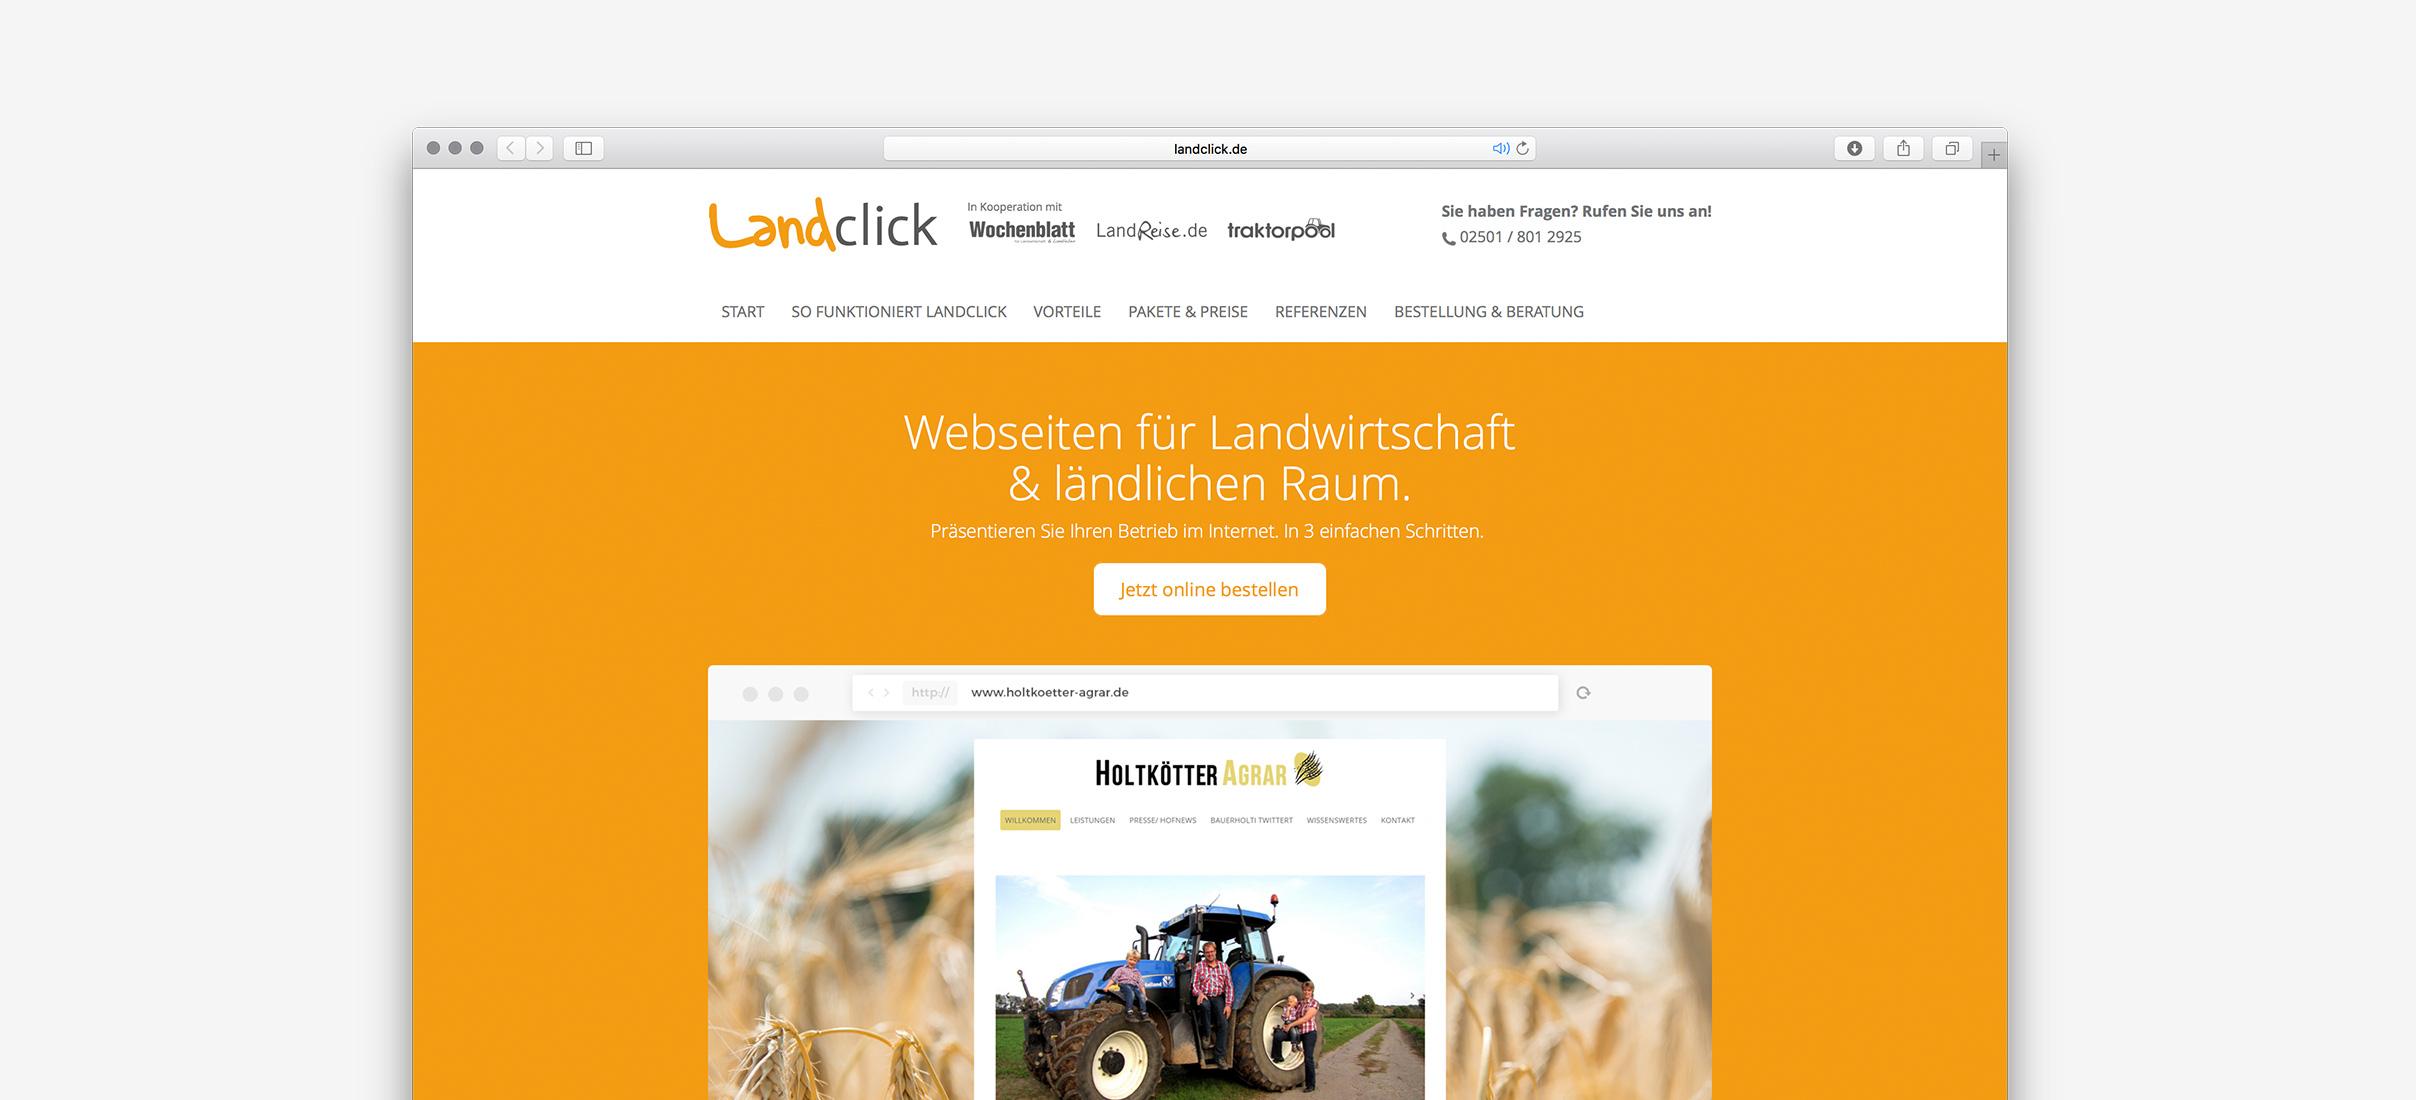 landclick.de
Landclick
In Kooperation mit
Wochenblatt
LandReise.de
traktorpool
Sie haben Fragen? Rufen Sie uns an!
02501 / 801 2925
START SO FUNKTIONIERT LANDCLICK VORTEILE PAKETE & PREISE REFERENZEN BESTELLUNG & BERATUNG
Webseiten für Landwirtschaft
& ländlichen Raum.
Präsentieren Sie Ihren Betrieb im Internet. In 3 einfachen Schritten.
Jetzt online bestellen
http:// www.holtkoetter-agrar.de
HOLTKÖTTER AGRAR
WILLKOMMEN LEISTUNGEN PRESSE/ HOFNEWS BAUERHOLTI TWITTERT WISSENSWERTES KONTAKT